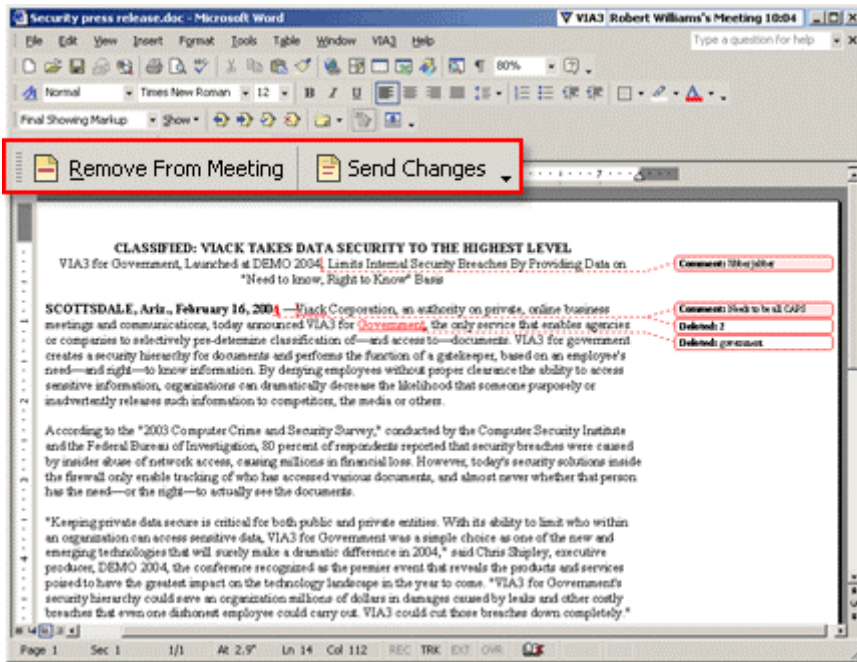 Security press release.doc - Microsoft Word
VIA3 Robert Williams's Meeting 10:04
File Edit View Insert Format Tools Table Window VIA3 Help
Type a question for help
80%
Normal Times New Roman 12 B I U A
Final Showing Markup Show
Remove From Meeting Send Changes
CLASSIFIED: VIACK TAKES DATA SECURITY TO THE HIGHEST LEVEL
VIA3 for Government, Launched at DEMO 2004, Limits Internal Security Breaches By Providing Data on
"Need to know, Right to Know" Basis
Comment: Jibberjabber
SCOTTSDALE, Ariz., February 16, 2004 —Viack Corporation, an authority on private, online business
Comment: Needs to be all CAPS
meetings and communications, today announced VIA3 for Government, the only service that enables agencies
Deleted: 2
or companies to selectively pre-determine classification of—and access to—documents. VIA3 for government
Deleted: government
creates a security hierarchy for documents and performs the function of a gatekeeper, based on an employee's
need—and right—to know information. By denying employees without proper clearance the ability to access
sensitive information, organizations can dramatically decrease the likelihood that someone purposely or
inadvertently releases such information to competitors, the media or others.
According to the "2003 Computer Crime and Security Survey," conducted by the Computer Security Institute
and the Federal Bureau of Investigation, 80 percent of respondents reported that security breaches were caused
by insider abuse of network access, causing millions in financial loss. However, today's security solutions inside
the firewall only enable tracking of who has accessed various documents, and almost never whether that person
has the need—or the right—to actually see the documents.
"Keeping private data secure is critical for both public and private entities. With its ability to limit who within
an organization can access sensitive data, VIA3 for Government was a simple choice as one of the new and
emerging technologies that will surely make a dramatic difference in 2004," said Chris Shipley, executive
producer, DEMO 2004, the conference recognized as the premier event that reveals the products and services
poised to have the greatest impact on the technology landscape in the year to come. "VIA3 for Government's
security hierarchy could save an organization millions of dollars in damages caused by leaks and other costly
breaches that even one dishonest employee could carry out. VIA3 could cut those breaches down completely."
Page 1 Sec 1 1/1 At 2.9" Ln 14 Col 112 REC TRK EXT OVR